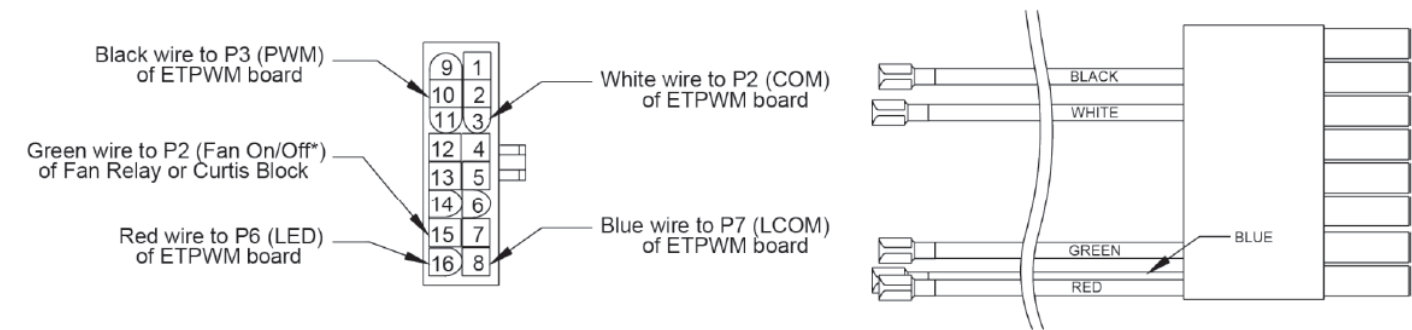 Black wire to P3 (PWM)
of ETPWM board
Green wire to P2 (Fan On/Off*)
of Fan Relay or Curtis Block
Red wire to P6 (LED)
of ETPWM board
9 1
10 2
11 3
12 4
13 5
14 6
15 7
16 8
White wire to P2 (COM)
of ETPWM board
Blue wire to P7 (LCOM)
of ETPWM board
BLACK
WHITE
GREEN
BLUE
RED